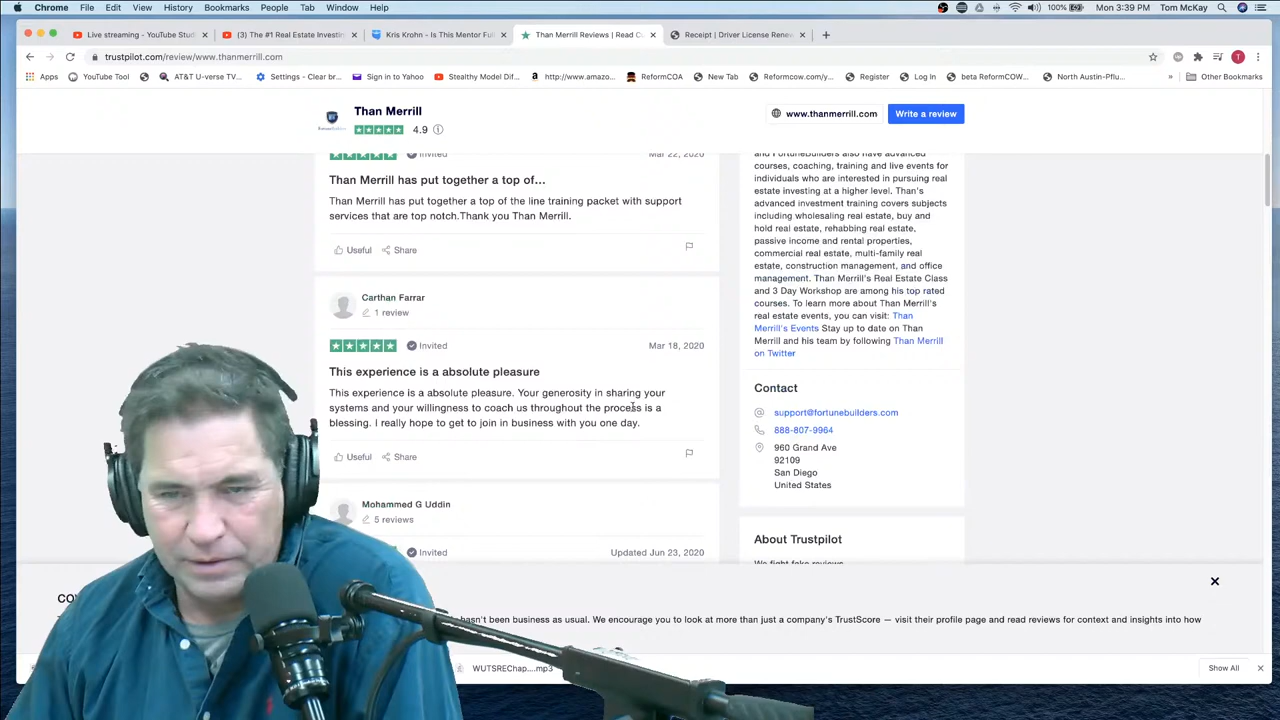 Chrome File Edit View History Bookmarks People Tab Window Help 100% Mon 3:39 PM Tom McKay
Live streaming - YouTube Stud × (3) The #1 Real Estate Investin × Kris Krohn - Is This Mentor Ful × Than Merrill Reviews | Read Cu × Receipt | Driver License Renew × +
trustpilot.com/review/www.thanmerrill.com T
Apps YouTube Tool AT&T U-verse TV... Settings - Clear br... Sign in to Yahoo Stealthy Model Dif... http://www.amazo... ReformCOA New Tab Reformcow.com/y... Register Log In beta ReformCOW... North Austin-Pflu... » Other Bookmarks
Than Merrill
4.9
www.thanmerrill.com Write a review
Invited Mar 22, 2020
Than Merrill has put together a top of...
Than Merrill has put together a top of the line training packet with support
services that are top notch.Thank you Than Merrill.
Useful Share
Carthan Farrar
1 review
Invited Mar 18, 2020
This experience is a absolute pleasure
This experience is a absolute pleasure. Your generosity in sharing your
systems and your willingness to coach us throughout the process is a
blessing. I really hope to get to join in business with you one day.
Useful Share
Mohammed G Uddin
5 reviews
Invited Updated Jun 23, 2020
and FortuneBuilders also have advanced
courses, coaching, training and live events for
individuals who are interested in pursuing real
estate investing at a higher level. Than's
advanced investment training covers subjects
including wholesaling real estate, buy and
hold real estate, rehabbing real estate,
passive income and rental properties,
commercial real estate, multi-family real
estate, construction management, and office
management. Than Merrill's Real Estate Class
and 3 Day Workshop are among his top rated
courses. To learn more about Than Merrill's
real estate events, you can visit: Than
Merrill's Events Stay up to date on Than
Merrill and his team by following Than Merrill
on Twitter
Contact
support@fortunebuilders.com
888-807-9964
960 Grand Ave
92109
San Diego
United States
About Trustpilot
We fight fake reviews
hasn't been business as usual. We encourage you to look at more than just a company's TrustScore — visit their profile page and read reviews for context and insights into how
WUTSREChap....mp3 Show All